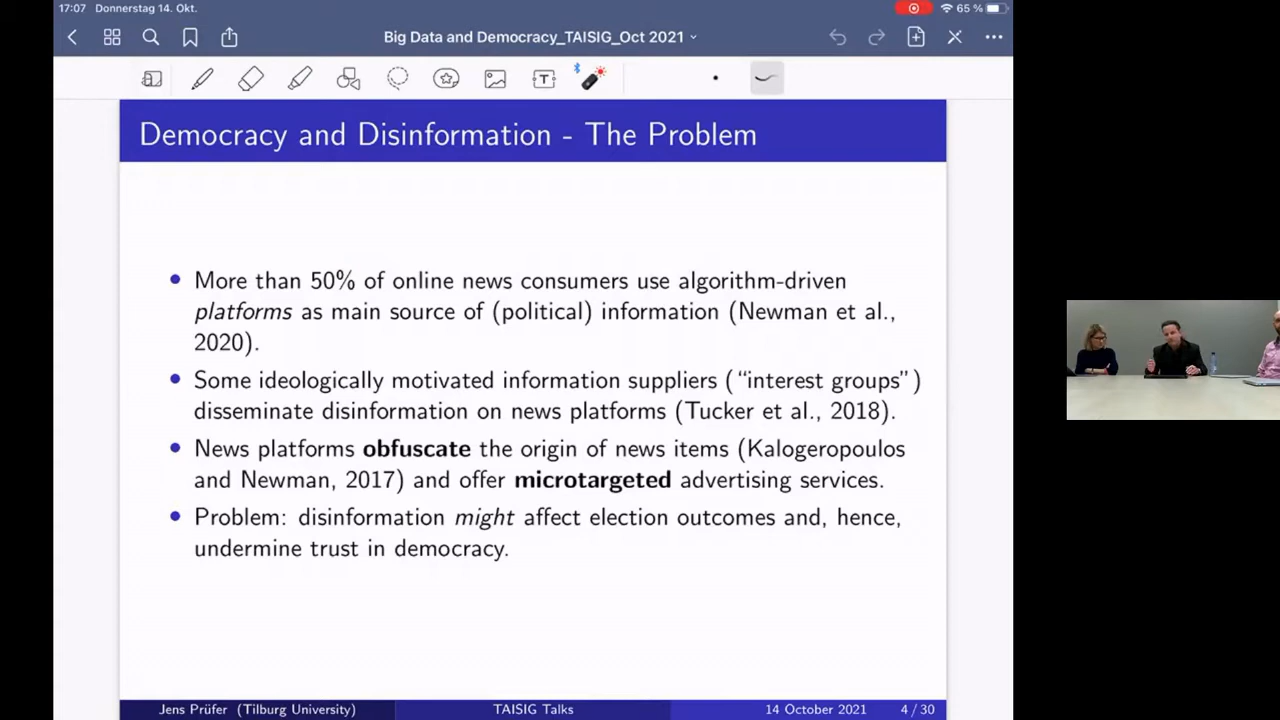 17:07 Donnerstag 14. Okt.
65 %
Big Data and Democracy_TAISIG_Oct 2021
T
Democracy and Disinformation - The Problem
• More than 50% of online news consumers use algorithm-driven
platforms as main source of (political) information (Newman et al.,
2020).
• Some ideologically motivated information suppliers (“interest groups”)
disseminate disinformation on news platforms (Tucker et al., 2018).
• News platforms obfuscate the origin of news items (Kalogeropoulos
and Newman, 2017) and offer microtargeted advertising services.
• Problem: disinformation might affect election outcomes and, hence,
undermine trust in democracy.
Jens Prüfer (Tilburg University) TAISIG Talks 14 October 2021 4 / 30